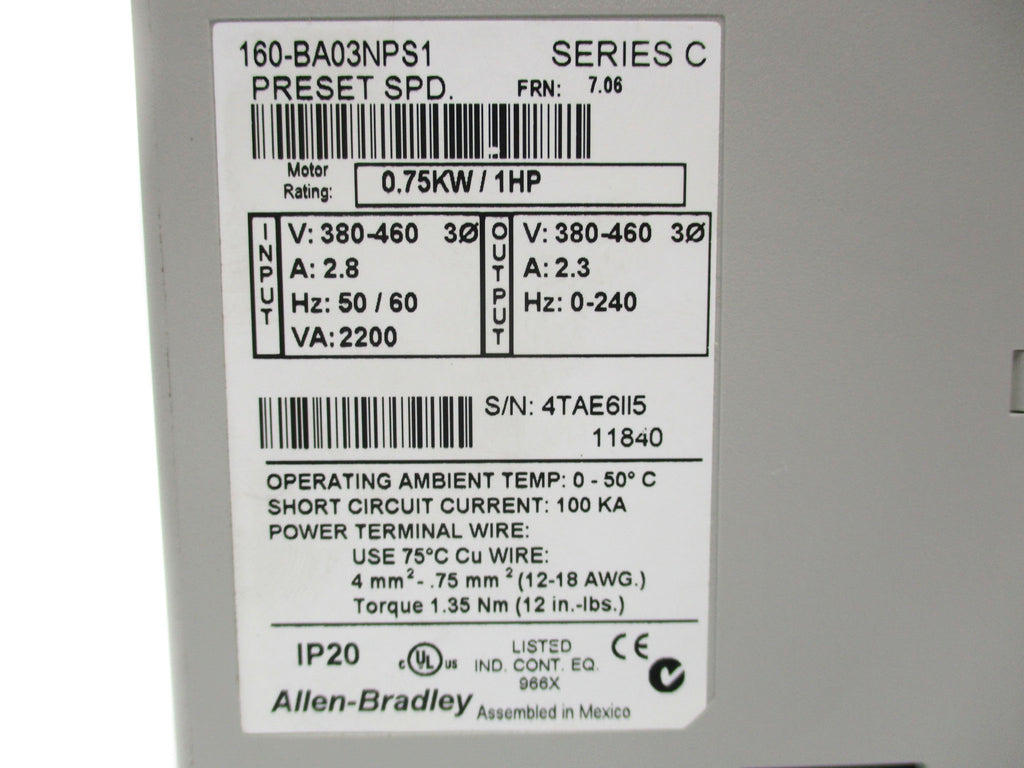 160-BA03NPS1 SERIES C
PRESET SPD. FRN: 7.06
Motor Rating: 0.75KW / 1HP
INPUT
V: 380-460 3Ø
A: 2.8
Hz: 50 / 60
VA: 2200
OUTPUT
V: 380-460 3Ø
A: 2.3
Hz: 0-240
S/N: 4TAE6II5
11840
OPERATING AMBIENT TEMP: 0 - 50° C
SHORT CIRCUIT CURRENT: 100 KA
POWER TERMINAL WIRE:
USE 75°C Cu WIRE:
4 mm² - .75 mm² (12-18 AWG.)
Torque 1.35 Nm (12 in.-lbs.)
IP20
c UL us
LISTED
IND. CONT. EQ.
966X
CE
Allen-Bradley
Assembled in Mexico